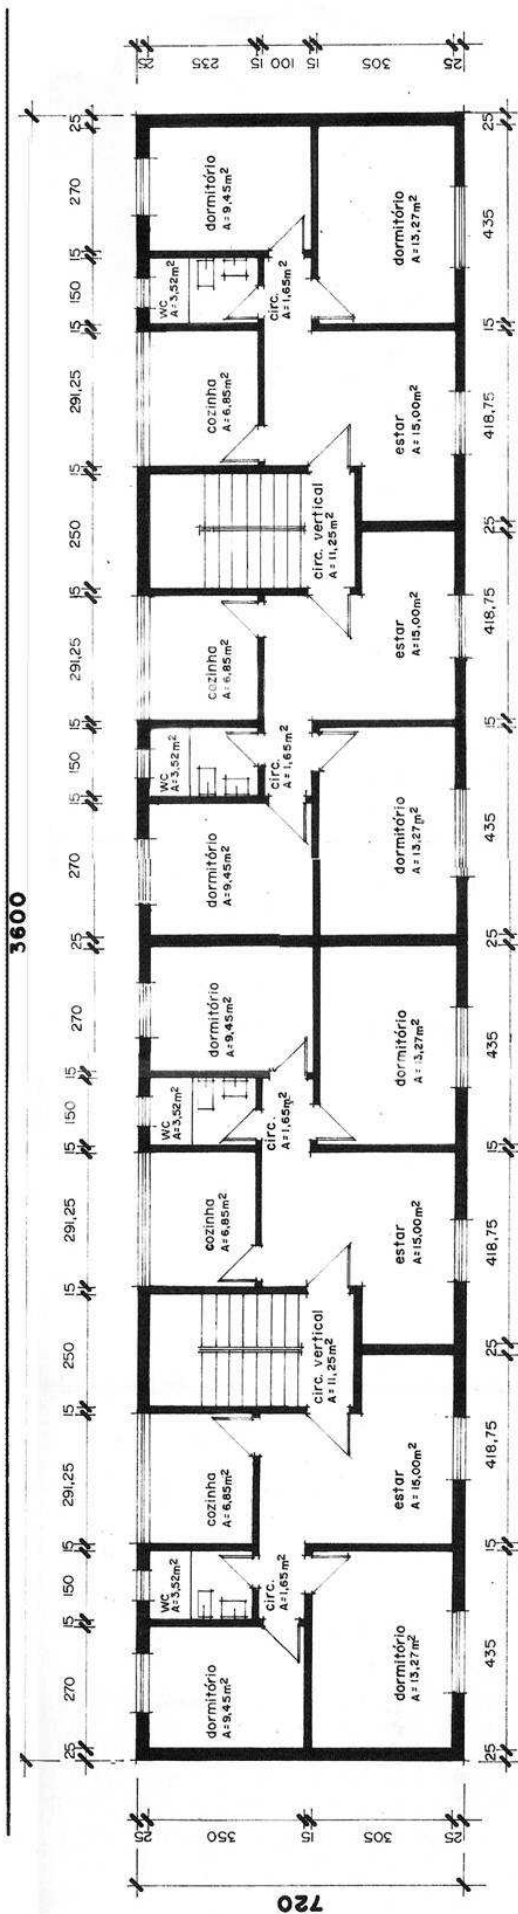 3600
25 270 15 150 15 291,25 15 250 15 291,25 15 150 15 270 25 270 15 150 15 291,25 15 250 15 291,25 15 150 15 270 25
720
25 350 15 305 25
dormitório
A=9,45m²
WC
A=3,52m²
cozinha
A=6,85m²
circ.
A=1,65m²
circ. vertical
A=11,25m²
dormitório
A=13,27m²
estar
A=15,00m²
cozinha
A=6,85m²
WC
A=3,52m²
dormitório
A=9,45m²
circ.
A=1,65m²
estar
A=15,00m²
dormitório
A=13,27m²
dormitório
A=9,45m²
WC
A=3,52m²
cozinha
A=6,85m²
circ.
A=1,65m²
circ. vertical
A=11,25m²
dormitório
A=13,27m²
estar
A=15,00m²
cozinha
A=6,85m²
WC
A=3,52m²
dormitório
A=9,45m²
circ.
A=1,65m²
estar
A=15,00m²
dormitório
A=13,27m²
25 235 15 100 15 305 25
25 435 15 418,75 25 418,75 15 435 25 435 15 418,75 25 418,75 15 435 25